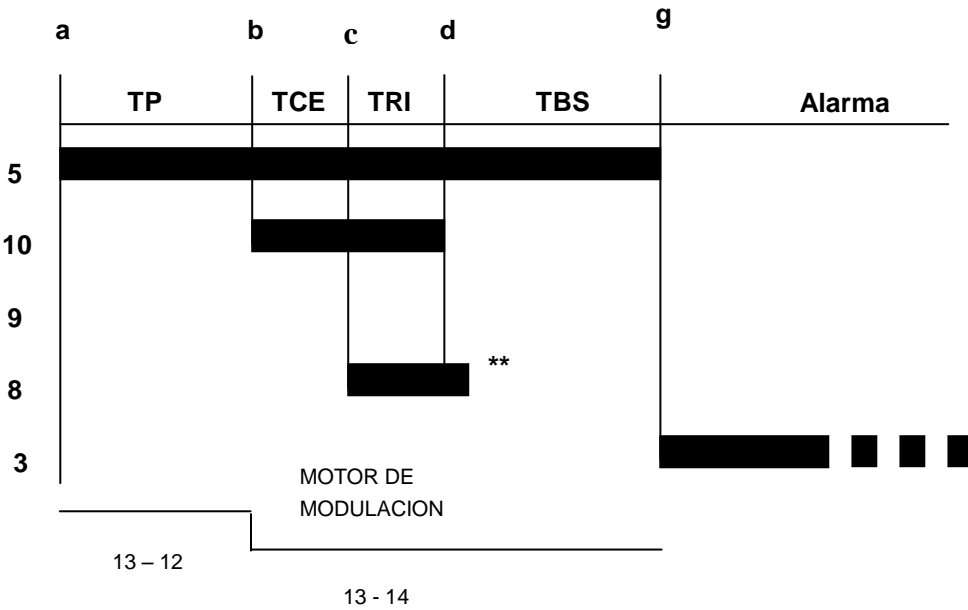 a b c d g
TP TCE TRI TBS Alarma
5
10
9
8 **
3
MOTOR DE
MODULACION
13 – 12
13 - 14